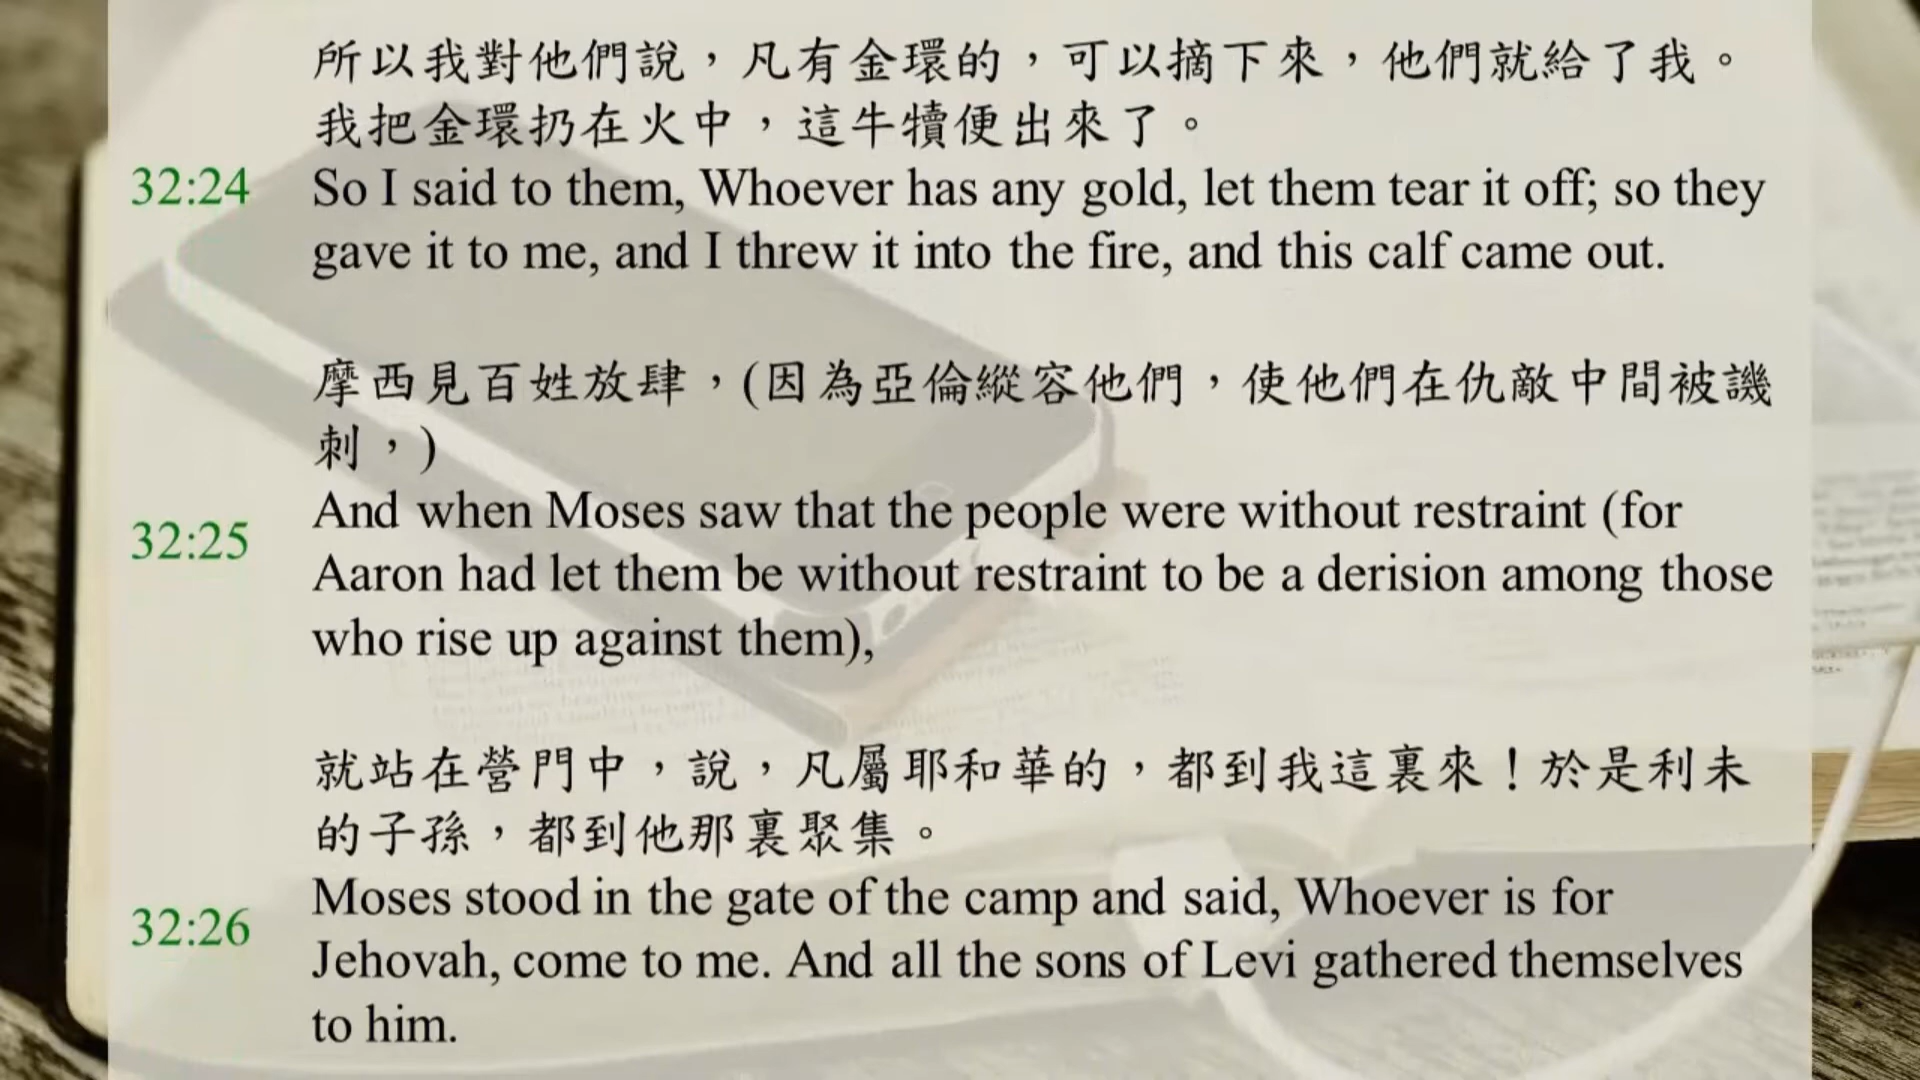 所以我對他們說，凡有金環的，可以摘下來，他們就給了我。
我把金環扔在火中，這牛犢便出來了。
32:24
So I said to them, Whoever has any gold, let them tear it off; so they
gave it to me, and I threw it into the fire, and this calf came out.
摩西見百姓放肆，(因為亞倫縱容他們，使他們在仇敵中間被譏
刺，)
32:25
And when Moses saw that the people were without restraint (for
Aaron had let them be without restraint to be a derision among those
who rise up against them),
就站在營門中，說，凡屬耶和華的，都到我這裏來！於是利未
的子孫，都到他那裏聚集。
32:26
Moses stood in the gate of the camp and said, Whoever is for
Jehovah, come to me. And all the sons of Levi gathered themselves
to him.